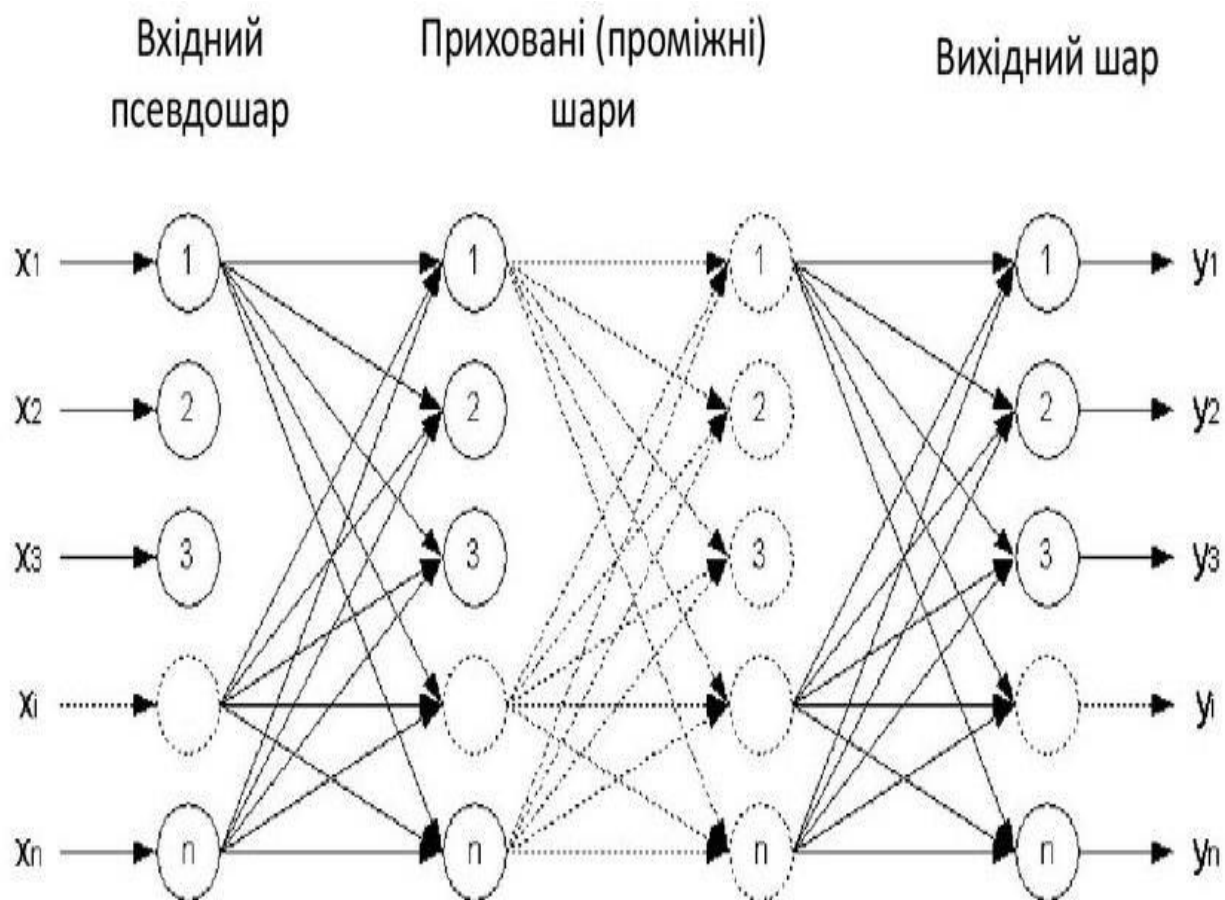 Вхідний
псевдошар
Приховані (проміжні)
шари
Вихідний шар
x1 1 1 1 1 y1
x2 2 2 2 2 y2
x3 3 3 3 3 y3
xi yi
xn n n n n yn